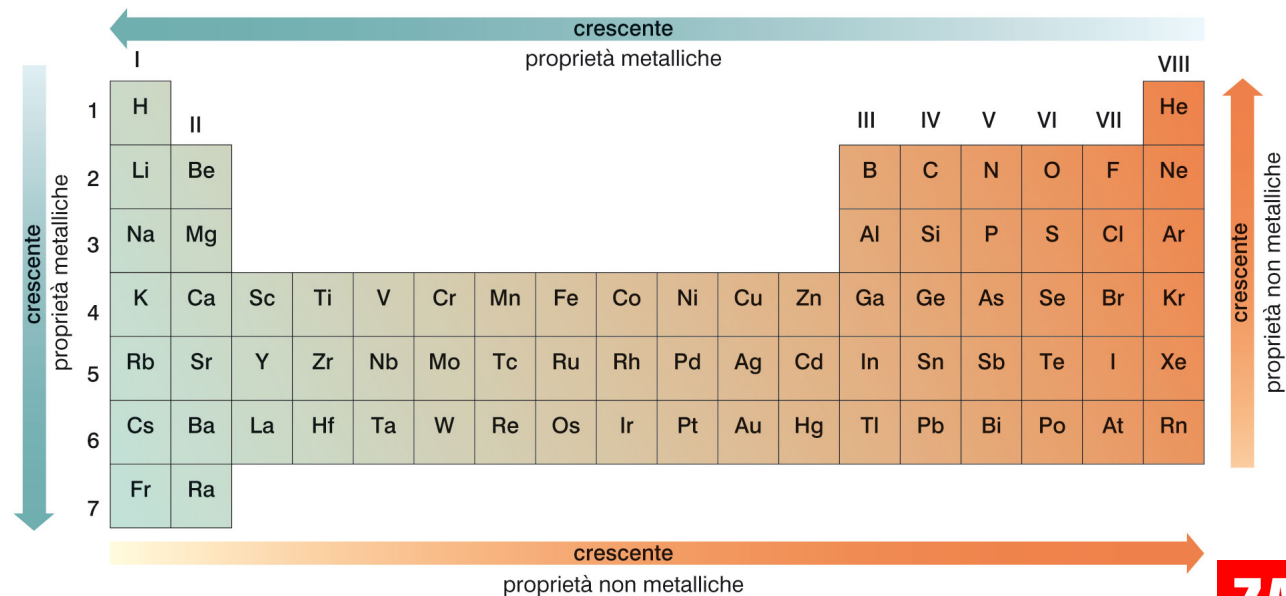 crescente
proprietà metalliche
I
VIII
1 H He
II III IV V VI VII
2 Li Be B C N O F Ne
3 Na Mg Al Si P S Cl Ar
4 K Ca Sc Ti V Cr Mn Fe Co Ni Cu Zn Ga Ge As Se Br Kr
5 Rb Sr Y Zr Nb Mo Tc Ru Rh Pd Ag Cd In Sn Sb Te I Xe
6 Cs Ba La Hf Ta W Re Os Ir Pt Au Hg Tl Pb Bi Po At Rn
7 Fr Ra
crescente
proprietà metalliche
crescente
proprietà non metalliche
crescente
proprietà non metalliche